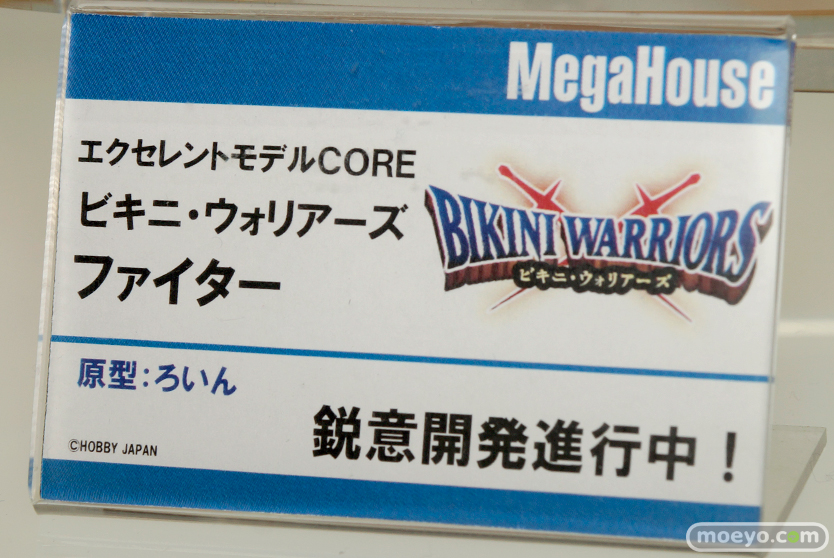 MegaHouse
エクセレントモデルCORE
ビキニ・ウォリアーズ
ファイター
BIKINI WARRIORS
ビキニ・ウォリアーズ
原型:ろいん
鋭意開発進行中!
©HOBBY JAPAN
moeyo.com